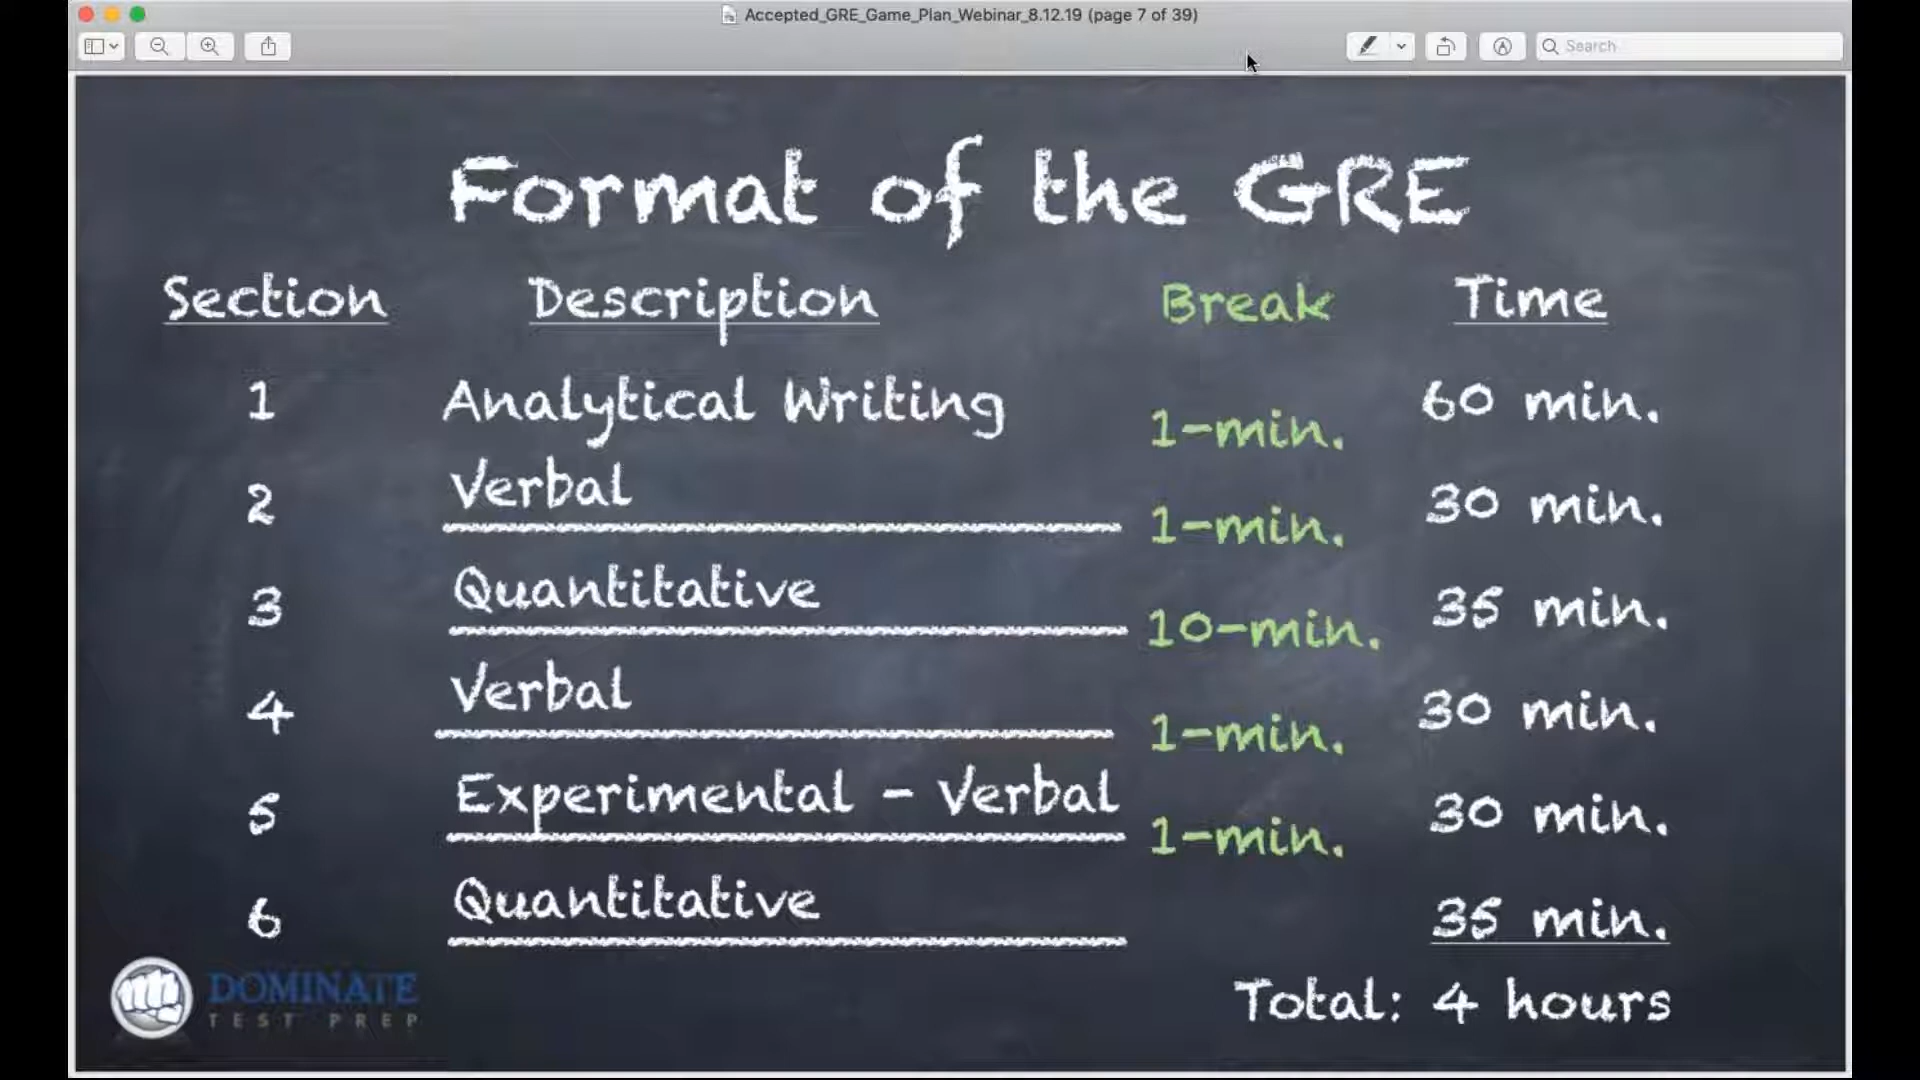 Accepted_GRE_Game_Plan_Webinar_8.12.19 (page 7 of 39)
Search
Format of the GRE
Section Description Break Time
1 Analytical Writing 60 min.
1-min.
2 Verbal 30 min.
1-min.
3 Quantitative 35 min.
10-min.
4 Verbal 30 min.
1-min.
5 Experimental - Verbal 30 min.
1-min.
6 Quantitative 35 min.
Total: 4 hours
DOMINATE
TEST PREP